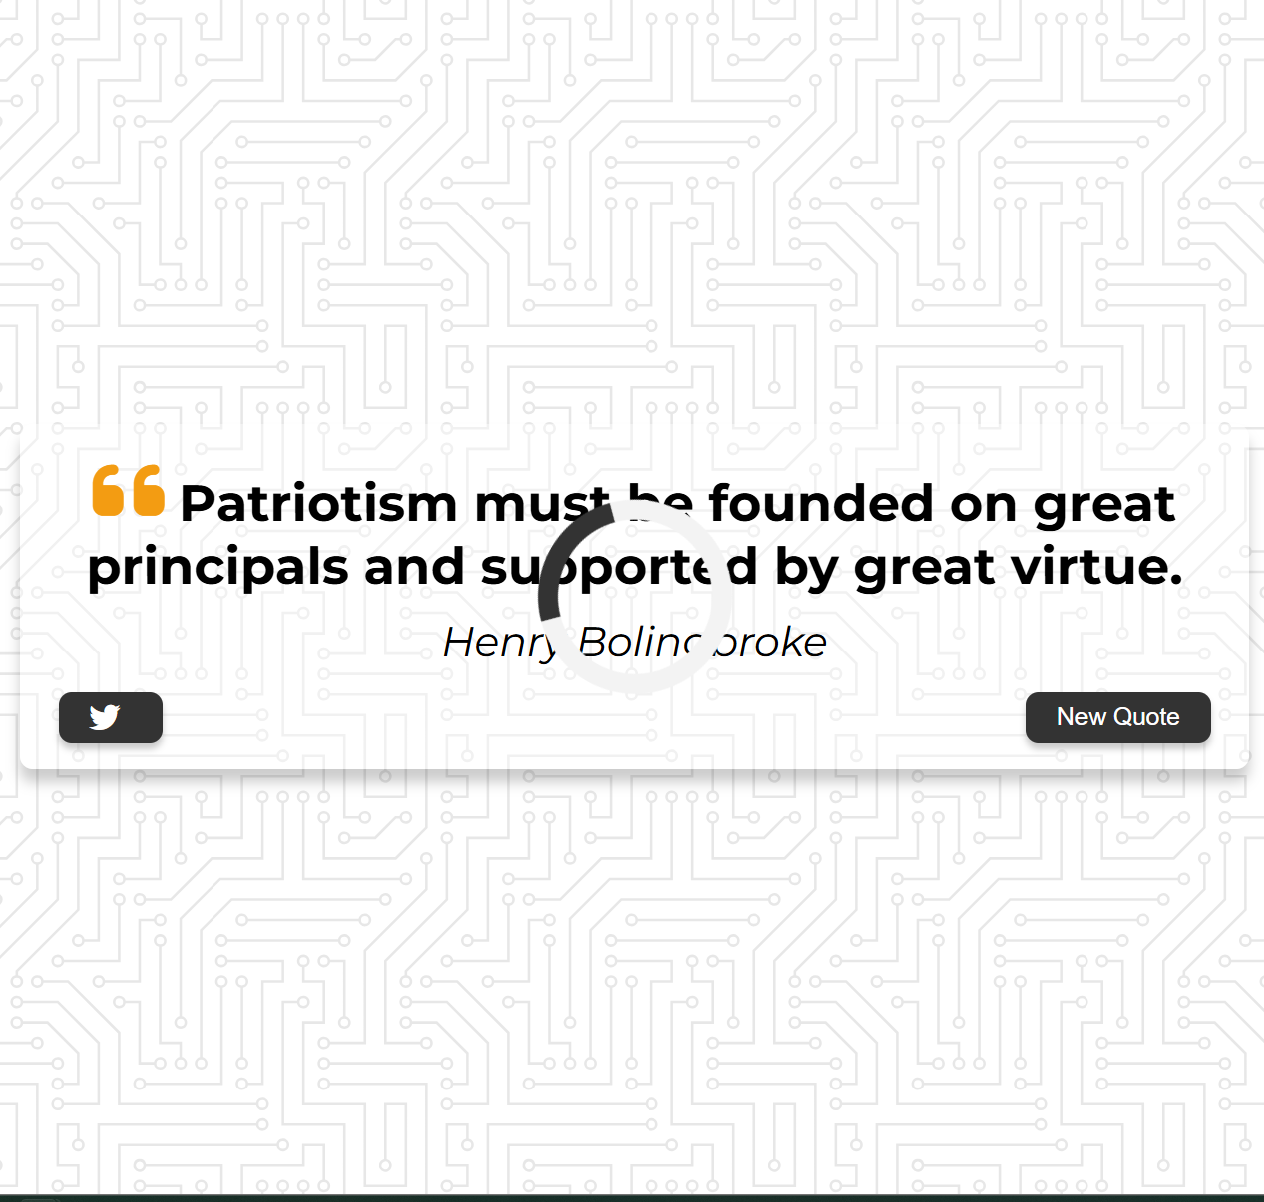 Patriotism must be founded on great
principals and supported by great virtue.
Henry Bolingbroke
New Quote